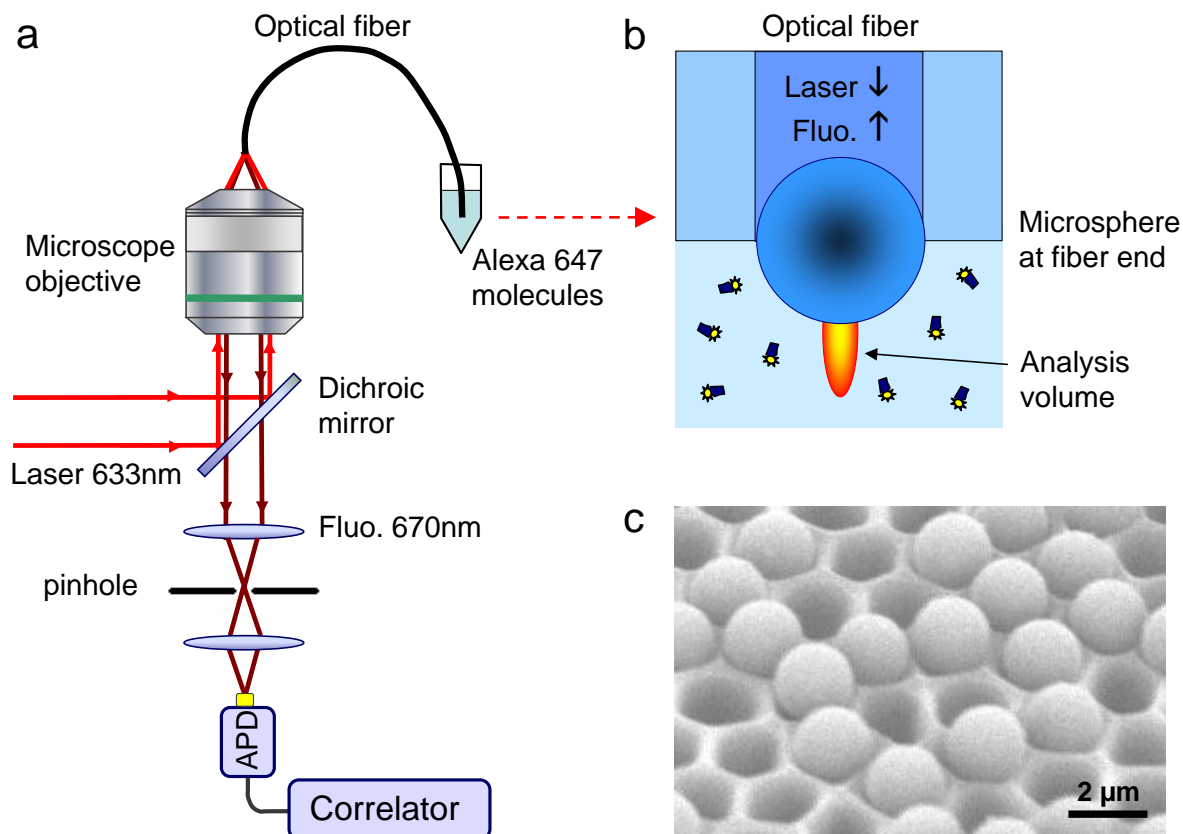 a
Optical fiber
Microscope
objective
Alexa 647
molecules
Dichroic
mirror
Laser 633nm
Fluo. 670nm
pinhole
APD
Correlator
b
Optical fiber
Laser ↓
Fluo. ↑
Microsphere
at fiber end
Analysis
volume
c
2 µm